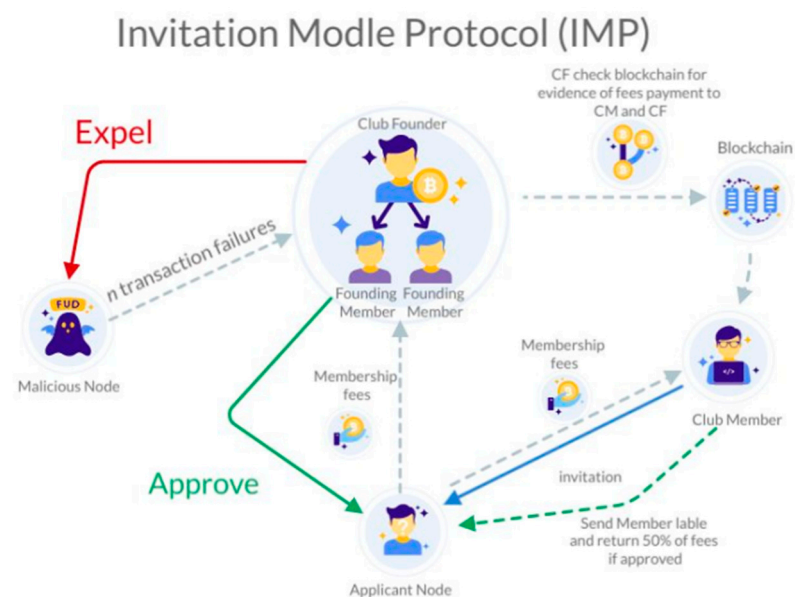 Invitation Modle Protocol (IMP)
CF check blockchain for
evidence of fees payment to
CM and CF
Expel
Club Founder
Blockchain
n transaction failures
FUD
Founding Founding
Member Member
Malicious Node
Membership
fees
Membership
fees
</>
Club Member
Approve
invitation
Send Member lable
and return 50% of fees
if approved
Applicant Node